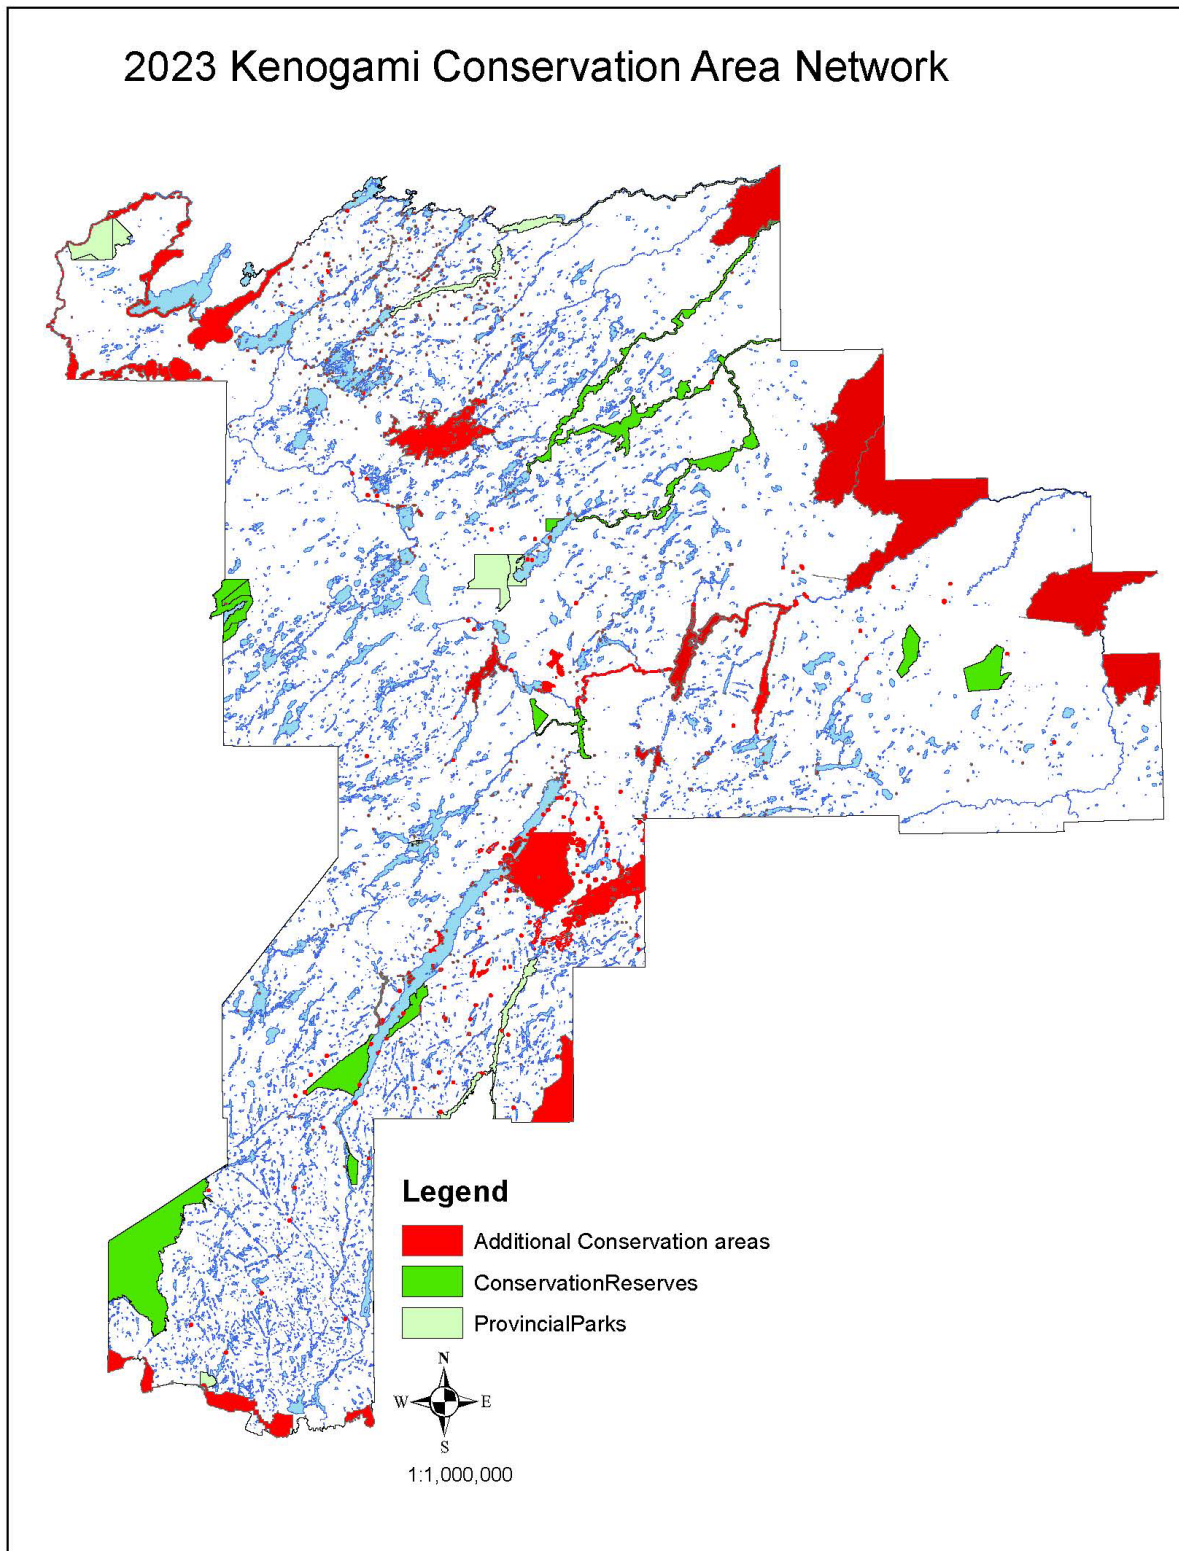 2023 Kenogami Conservation Area Network
Legend
Additional Conservation areas
ConservationReserves
ProvincialParks
N
W E
S
1:1,000,000